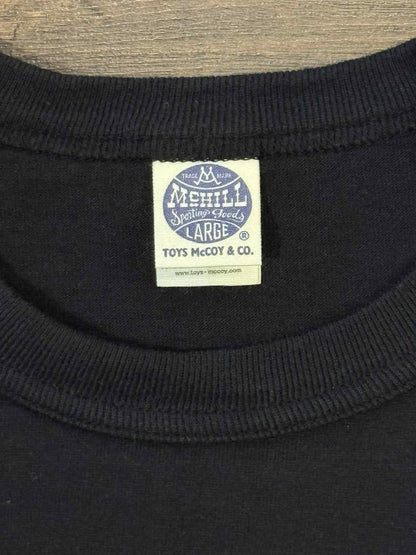 TRADE MARK
McHILL
Sporting Goods
LARGE ®
TOYS McCOY & CO.
www.toys-mccoy.com